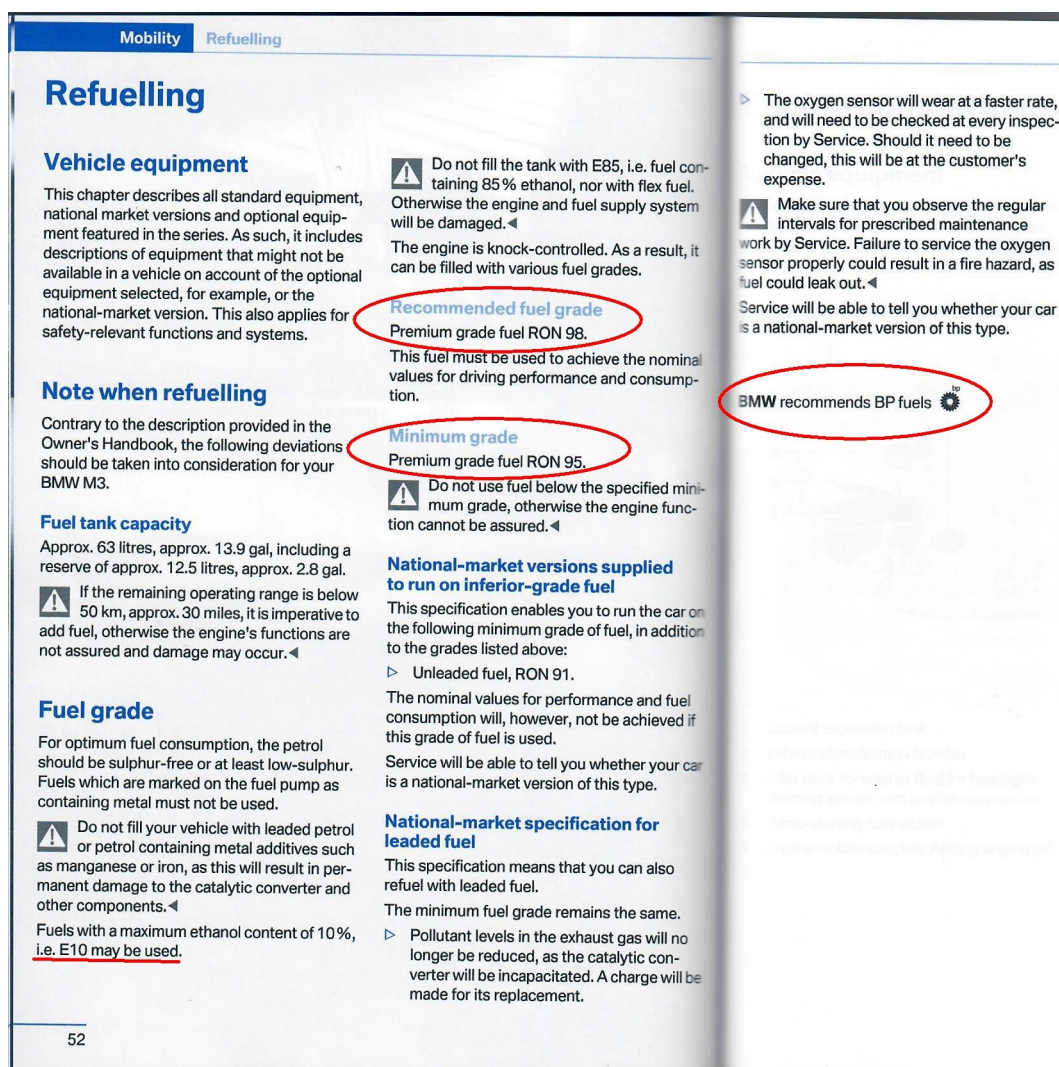 Mobility Refuelling
Refuelling
Vehicle equipment
This chapter describes all standard equipment,
national market versions and optional equip-
ment featured in the series. As such, it includes
descriptions of equipment that might not be
available in a vehicle on account of the optional
equipment selected, for example, or the
national-market version. This also applies for
safety-relevant functions and systems.
Note when refuelling
Contrary to the description provided in the
Owner's Handbook, the following deviations
should be taken into consideration for your
BMW M3.
Fuel tank capacity
Approx. 63 litres, approx. 13.9 gal, including a
reserve of approx. 12.5 litres, approx. 2.8 gal.
If the remaining operating range is below
50 km, approx. 30 miles, it is imperative to
add fuel, otherwise the engine's functions are
not assured and damage may occur.◄
Fuel grade
For optimum fuel consumption, the petrol
should be sulphur-free or at least low-sulphur.
Fuels which are marked on the fuel pump as
containing metal must not be used.
Do not fill your vehicle with leaded petrol
or petrol containing metal additives such
as manganese or iron, as this will result in per-
manent damage to the catalytic converter and
other components.◄
Fuels with a maximum ethanol content of 10%,
i.e. E10 may be used.
52
Do not fill the tank with E85, i.e. fuel con-
taining 85% ethanol, nor with flex fuel.
Otherwise the engine and fuel supply system
will be damaged.◄
The engine is knock-controlled. As a result, it
can be filled with various fuel grades.
Recommended fuel grade
Premium grade fuel RON 98.
This fuel must be used to achieve the nominal
values for driving performance and consump-
tion.
Minimum grade
Premium grade fuel RON 95.
Do not use fuel below the specified mini-
mum grade, otherwise the engine func-
tion cannot be assured.◄
National-market versions supplied
to run on inferior-grade fuel
This specification enables you to run the car on
the following minimum grade of fuel, in addition
to the grades listed above:
▷ Unleaded fuel, RON 91.
The nominal values for performance and fuel
consumption will, however, not be achieved if
this grade of fuel is used.
Service will be able to tell you whether your car
is a national-market version of this type.
National-market specification for
leaded fuel
This specification means that you can also
refuel with leaded fuel.
The minimum fuel grade remains the same.
▷ Pollutant levels in the exhaust gas will no
longer be reduced, as the catalytic con-
verter will be incapacitated. A charge will be
made for its replacement.
▷ The oxygen sensor will wear at a faster rate,
and will need to be checked at every inspec-
tion by Service. Should it need to be
changed, this will be at the customer's
expense.
Make sure that you observe the regular
intervals for prescribed maintenance
work by Service. Failure to service the oxygen
sensor properly could result in a fire hazard, as
fuel could leak out.◄
Service will be able to tell you whether your car
is a national-market version of this type.
BMW recommends BP fuels bp